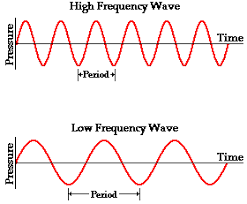 High Frequency Wave
Pressure
Time
Period
Low Frequency Wave
Pressure
Time
Period